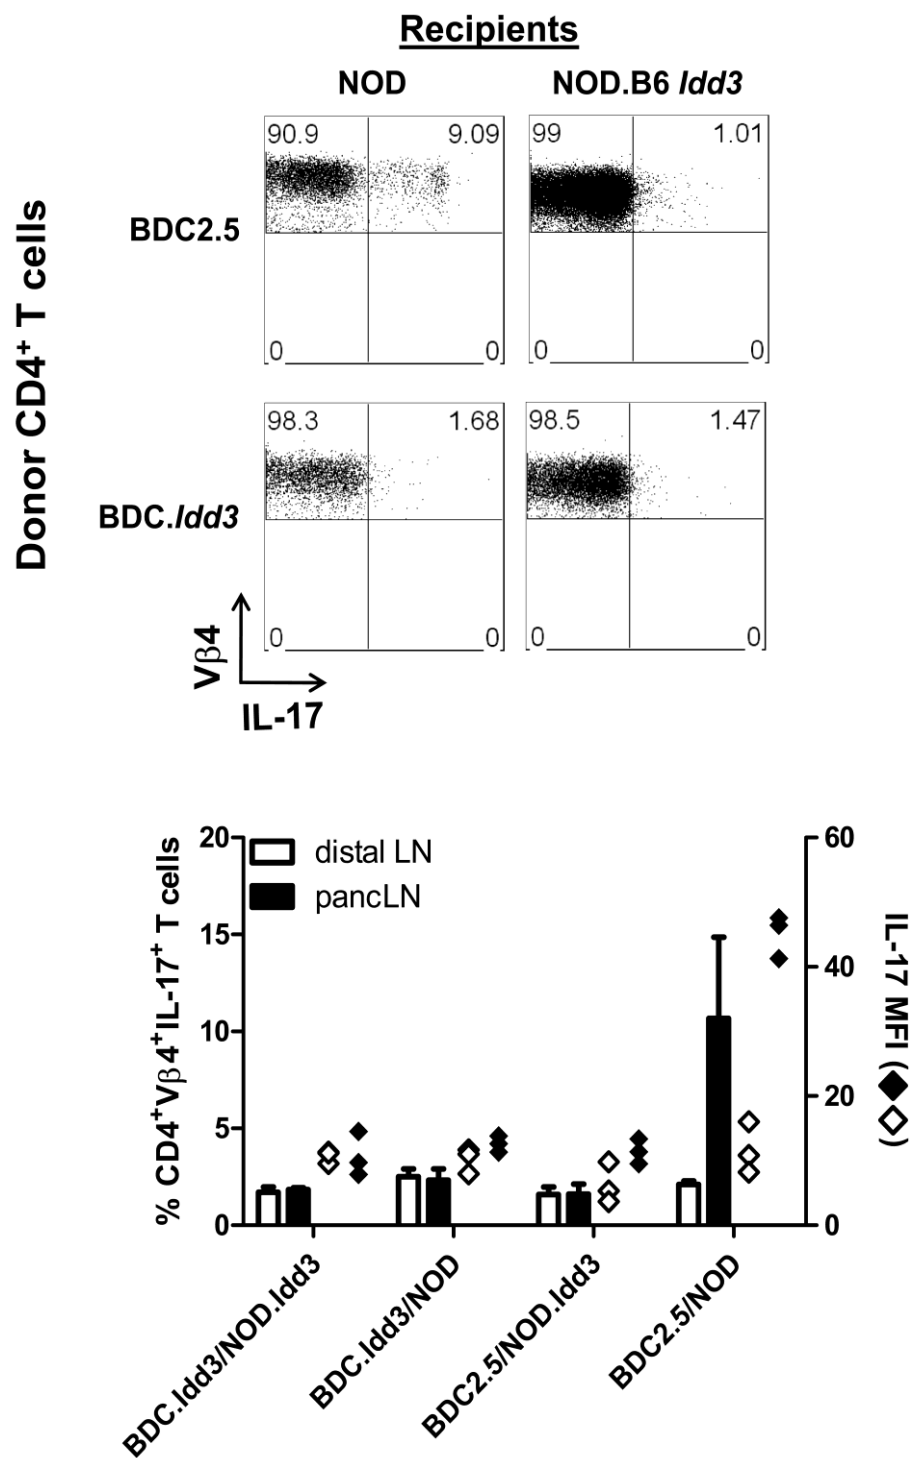 Recipients
NOD
NOD.B6 Idd3
Donor CD4⁺ T cells
BDC2.5
90.9
9.09
0
0
99
1.01
0
0
BDC.Idd3
98.3
1.68
0
0
98.5
1.47
0
0
Vβ4
IL-17
% CD4⁺Vβ4⁺IL-17⁺ T cells
20
15
10
5
0
distal LN
pancLN
60
40
20
0
IL-17 MFI (◆◇)
BDC.Idd3/NOD.Idd3
BDC.Idd3/NOD
BDC2.5/NOD.Idd3
BDC2.5/NOD